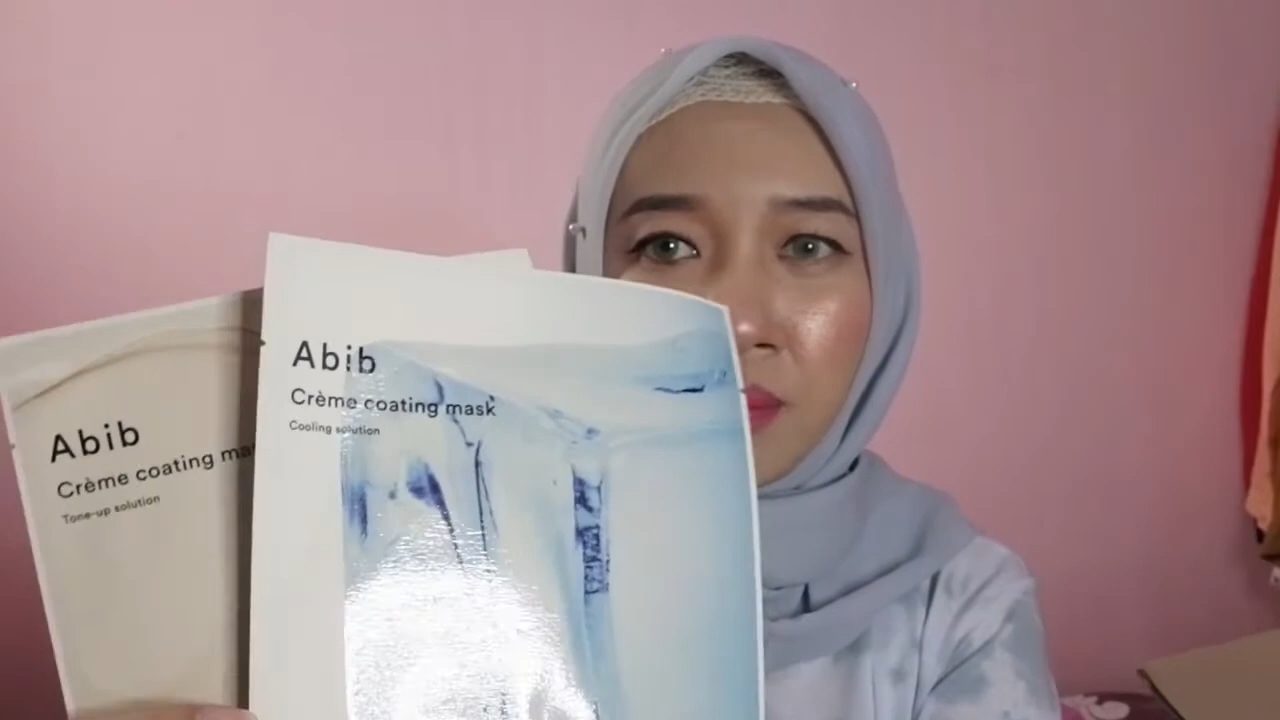 Abib
Crème coating mask
Cooling solution
Abib
Crème coating ma
Tone-up solution